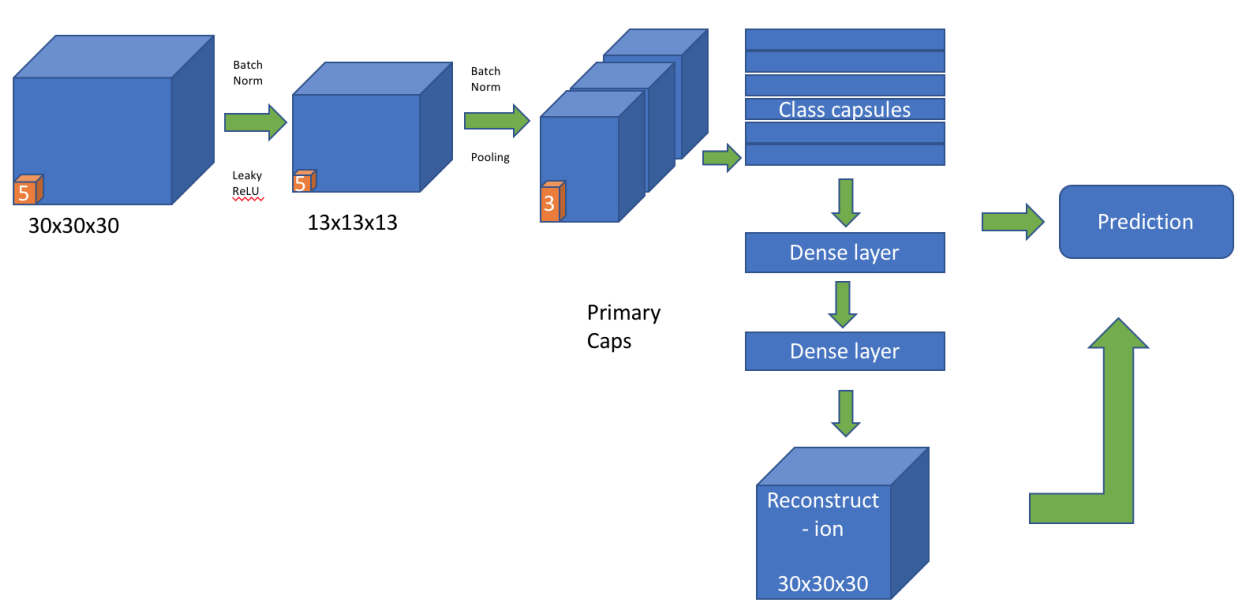 5
30x30x30
Batch
Norm
Leaky
ReLU
5
13x13x13
Batch
Norm
Pooling
3
Primary
Caps
Class capsules
Dense layer
Dense layer
Reconstruct
- ion
30x30x30
Prediction